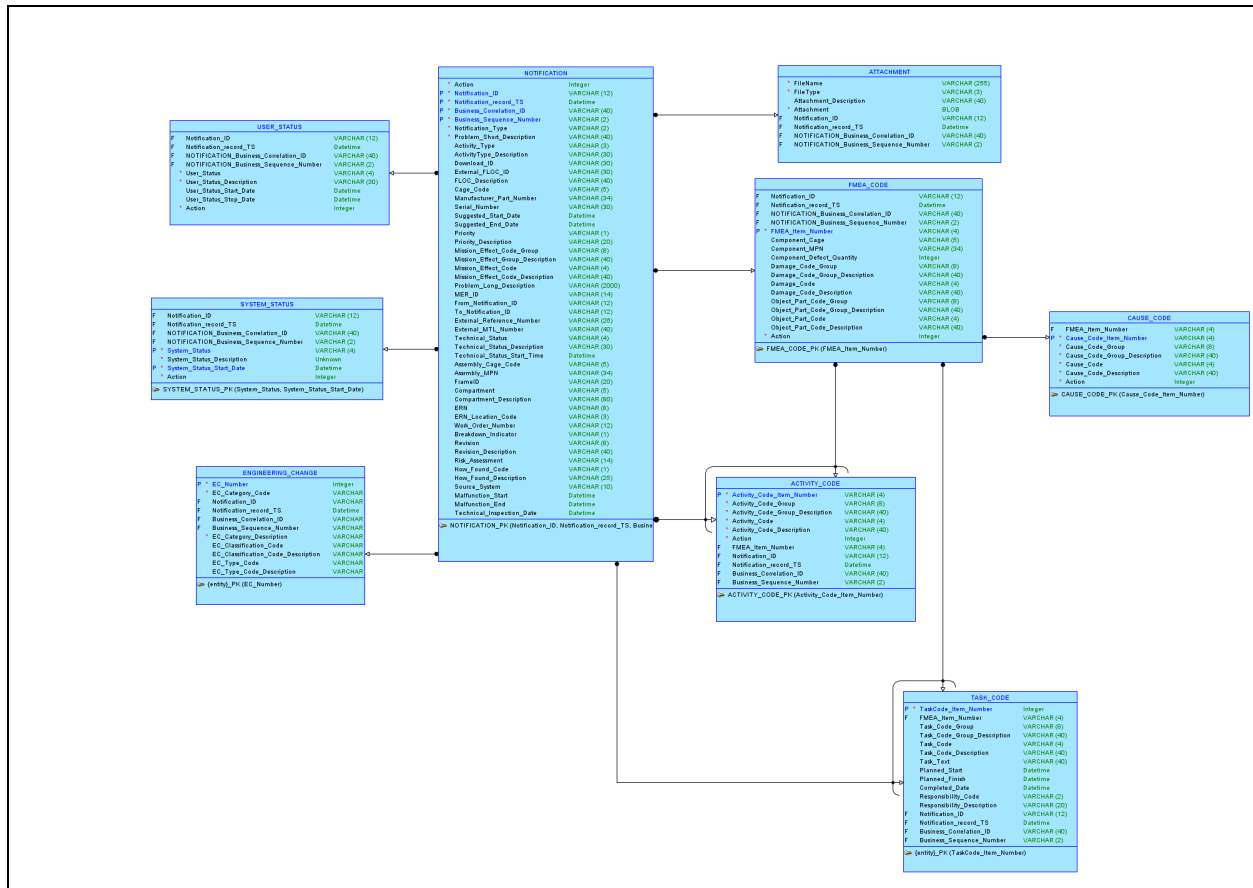 NOTIFICATION
* Action Integer
P * Notification_ID VARCHAR (12)
P * Notification_record_TS Datetime
P * Business_Correlation_ID VARCHAR (40)
P * Business_Sequence_Number VARCHAR (2)
* Notification_Type VARCHAR (2)
* Problem_Short_Description VARCHAR (40)
Activity_Type VARCHAR (3)
ActivityType_Description VARCHAR (30)
Download_ID VARCHAR (30)
External_FLOC_ID VARCHAR (30)
FLOC_Description VARCHAR (40)
Cage_Code VARCHAR (5)
Manufacturer_Part_Number VARCHAR (34)
Serial_Number VARCHAR (30)
Suggested_Start_Date Datetime
Suggested_End_Date Datetime
Priority VARCHAR (1)
Priority_Description VARCHAR (20)
Mission_Effect_Code_Group VARCHAR (8)
Mission_Effect_Group_Description VARCHAR (40)
Mission_Effect_Code VARCHAR (4)
Mission_Effect_Code_Description VARCHAR (40)
Problem_Long_Description VARCHAR (2000)
MER_ID VARCHAR (14)
From_Notification_ID VARCHAR (12)
To_Notification_ID VARCHAR (12)
External_Reference_Number VARCHAR (26)
External_MTL_Number VARCHAR (40)
Technical_Status VARCHAR (4)
Technical_Status_Description VARCHAR (30)
Technical_Status_Start_Time Datetime
Assembly_Cage_Code VARCHAR (5)
Assmbly_MPN VARCHAR (34)
FrameID VARCHAR (20)
Compartment VARCHAR (5)
Compartment_Description VARCHAR (80)
ERN VARCHAR (8)
ERN_Location_Code VARCHAR (3)
Work_Order_Number VARCHAR (12)
Breakdown_Indicator VARCHAR (1)
Revision VARCHAR (8)
Revision_Description VARCHAR (40)
Risk_Assessment VARCHAR (14)
How_Found_Code VARCHAR (1)
How_Found_Description VARCHAR (25)
Source_System VARCHAR (10)
Malfunction_Start Datetime
Malfunction_End Datetime
Technical_Inspection_Date Datetime
NOTIFICATION_PK (Notification_ID, Notification_record_TS, Busine
ATTACHMENT
* FileName VARCHAR (255)
* FileType VARCHAR (3)
Attachment_Description VARCHAR (40)
* Attachment BLOB
F Notification_ID VARCHAR (12)
F Notification_record_TS Datetime
F NOTIFICATION_Business_Correlation_ID VARCHAR (40)
F NOTIFICATION_Business_Sequence_Number VARCHAR (2)
USER_STATUS
F Notification_ID VARCHAR (12)
F Notification_record_TS Datetime
F NOTIFICATION_Business_Correlation_ID VARCHAR (40)
F NOTIFICATION_Business_Sequence_Number VARCHAR (2)
* User_Status VARCHAR (4)
* User_Status_Description VARCHAR (30)
User_Status_Start_Date Datetime
User_Status_Stop_Date Datetime
* Action Integer
FMEA_CODE
F Notification_ID VARCHAR (12)
F Notification_record_TS Datetime
F NOTIFICATION_Business_Correlation_ID VARCHAR (40)
F NOTIFICATION_Business_Sequence_Number VARCHAR (2)
P * FMEA_Item_Number VARCHAR (4)
Component_Cage VARCHAR (5)
Component_MPN VARCHAR (34)
Component_Defect_Quantity Integer
Damage_Code_Group VARCHAR (8)
Damage_Code_Group_Description VARCHAR (40)
Damage_Code VARCHAR (4)
Damage_Code_Description VARCHAR (40)
Object_Part_Code_Group VARCHAR (8)
Object_Part_Code_Group_Description VARCHAR (40)
Object_Part_Code VARCHAR (4)
Object_Part_Code_Description VARCHAR (40)
* Action Integer
FMEA_CODE_PK (FMEA_Item_Number)
SYSTEM_STATUS
F Notification_ID VARCHAR (12)
F Notification_record_TS Datetime
F NOTIFICATION_Business_Correlation_ID VARCHAR (40)
F NOTIFICATION_Business_Sequence_Number VARCHAR (2)
P * System_Status VARCHAR (4)
* System_Status_Description Unknown
P * System_Status_Start_Date Datetime
* Action Integer
SYSTEM_STATUS_PK (System_Status, System_Status_Start_Date)
CAUSE_CODE
F FMEA_Item_Number VARCHAR (4)
P * Cause_Code_Item_Number VARCHAR (4)
* Cause_Code_Group VARCHAR (8)
* Cause_Code_Group_Description VARCHAR (40)
* Cause_Code VARCHAR (4)
* Cause_Code_Description VARCHAR (40)
* Action Integer
CAUSE_CODE_PK (Cause_Code_Item_Number)
ENGINEERING_CHANGE
P * EC_Number Integer
* EC_Category_Code VARCHAR
F Notification_ID VARCHAR
F Notification_record_TS Datetime
F Business_Correlation_ID VARCHAR
F Business_Sequence_Number VARCHAR
* EC_Category_Description VARCHAR
EC_Classification_Code VARCHAR
EC_Classification_Code_Description VARCHAR
EC_Type_Code VARCHAR
EC_Type_Code_Description VARCHAR
{entity}_PK (EC_Number)
ACTIVITY_CODE
P * Activity_Code_Item_Number VARCHAR (4)
* Activity_Code_Group VARCHAR (8)
* Activity_Code_Group_Description VARCHAR (40)
* Activity_Code VARCHAR (4)
* Activity_Code_Description VARCHAR (40)
* Action Integer
F FMEA_Item_Number VARCHAR (4)
F Notification_ID VARCHAR (12)
F Notification_record_TS Datetime
F Business_Correlation_ID VARCHAR (40)
F Business_Sequence_Number VARCHAR (2)
ACTIVITY_CODE_PK (Activity_Code_Item_Number)
TASK_CODE
P * TaskCode_Item_Number Integer
F FMEA_Item_Number VARCHAR (4)
Task_Code_Group VARCHAR (8)
Task_Code_Group_Description VARCHAR (40)
Task_Code VARCHAR (4)
Task_Code_Description VARCHAR (40)
Task_Text VARCHAR (40)
Planned_Start Datetime
Planned_Finish Datetime
Completed_Date Datetime
Responsibility_Code VARCHAR (2)
Responsibility_Description VARCHAR (20)
F Notification_ID VARCHAR (12)
F Notification_record_TS Datetime
F Business_Correlation_ID VARCHAR (40)
F Business_Sequence_Number VARCHAR (2)
{entity}_PK (TaskCode_Item_Number)